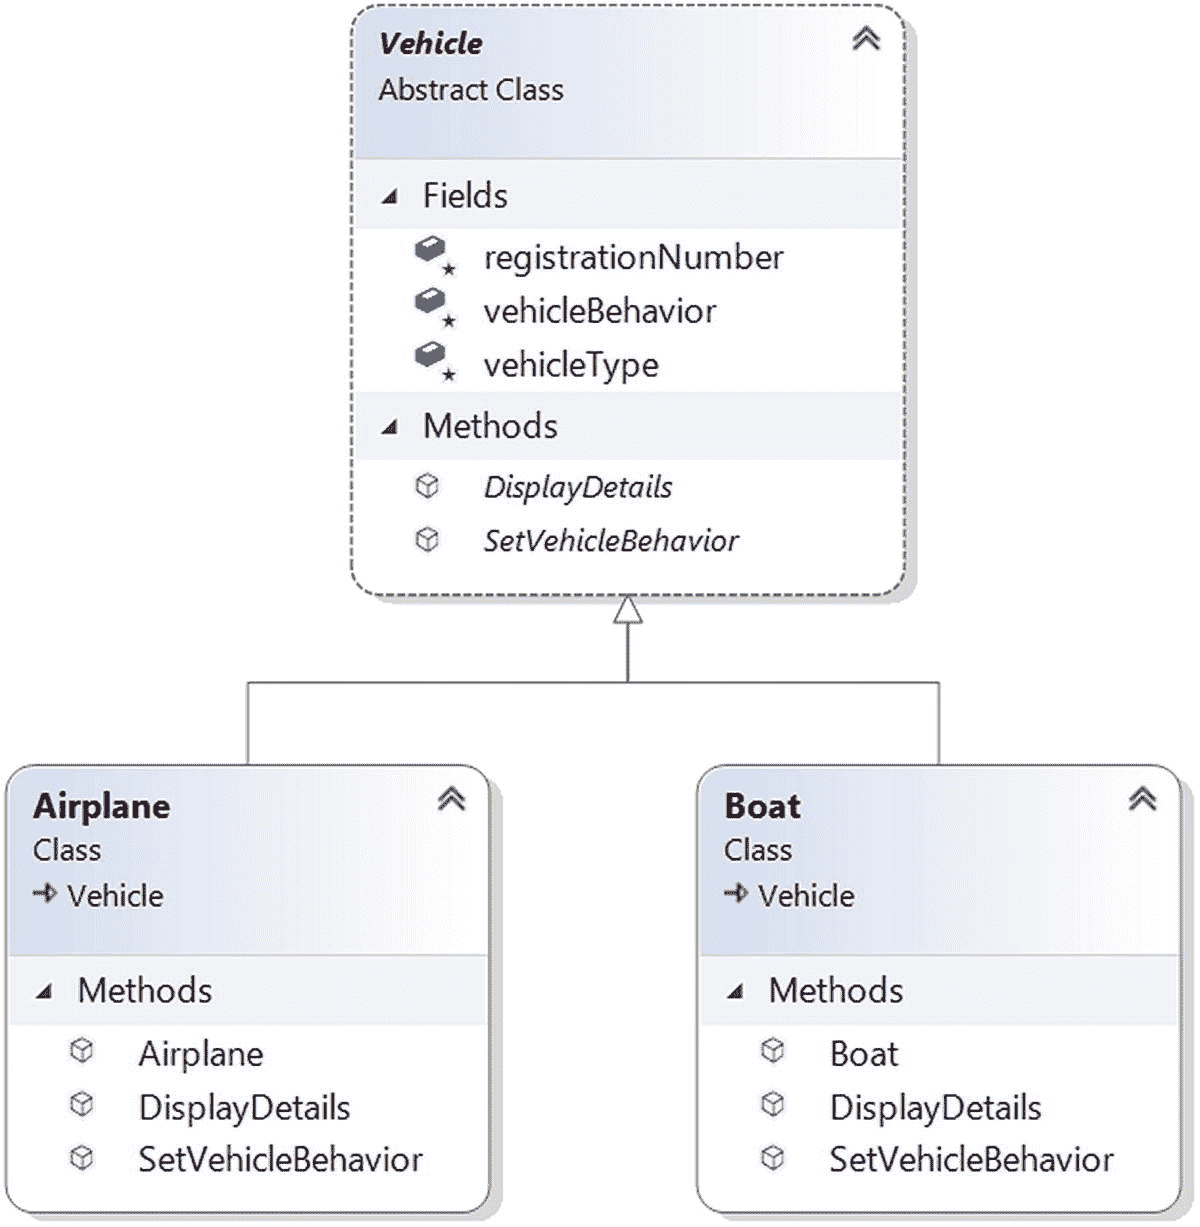 Vehicle
Abstract Class
Fields
registrationNumber
vehicleBehavior
vehicleType
Methods
DisplayDetails
SetVehicleBehavior
Airplane
Class
Vehicle
Methods
Airplane
DisplayDetails
SetVehicleBehavior
Boat
Class
Vehicle
Methods
Boat
DisplayDetails
SetVehicleBehavior